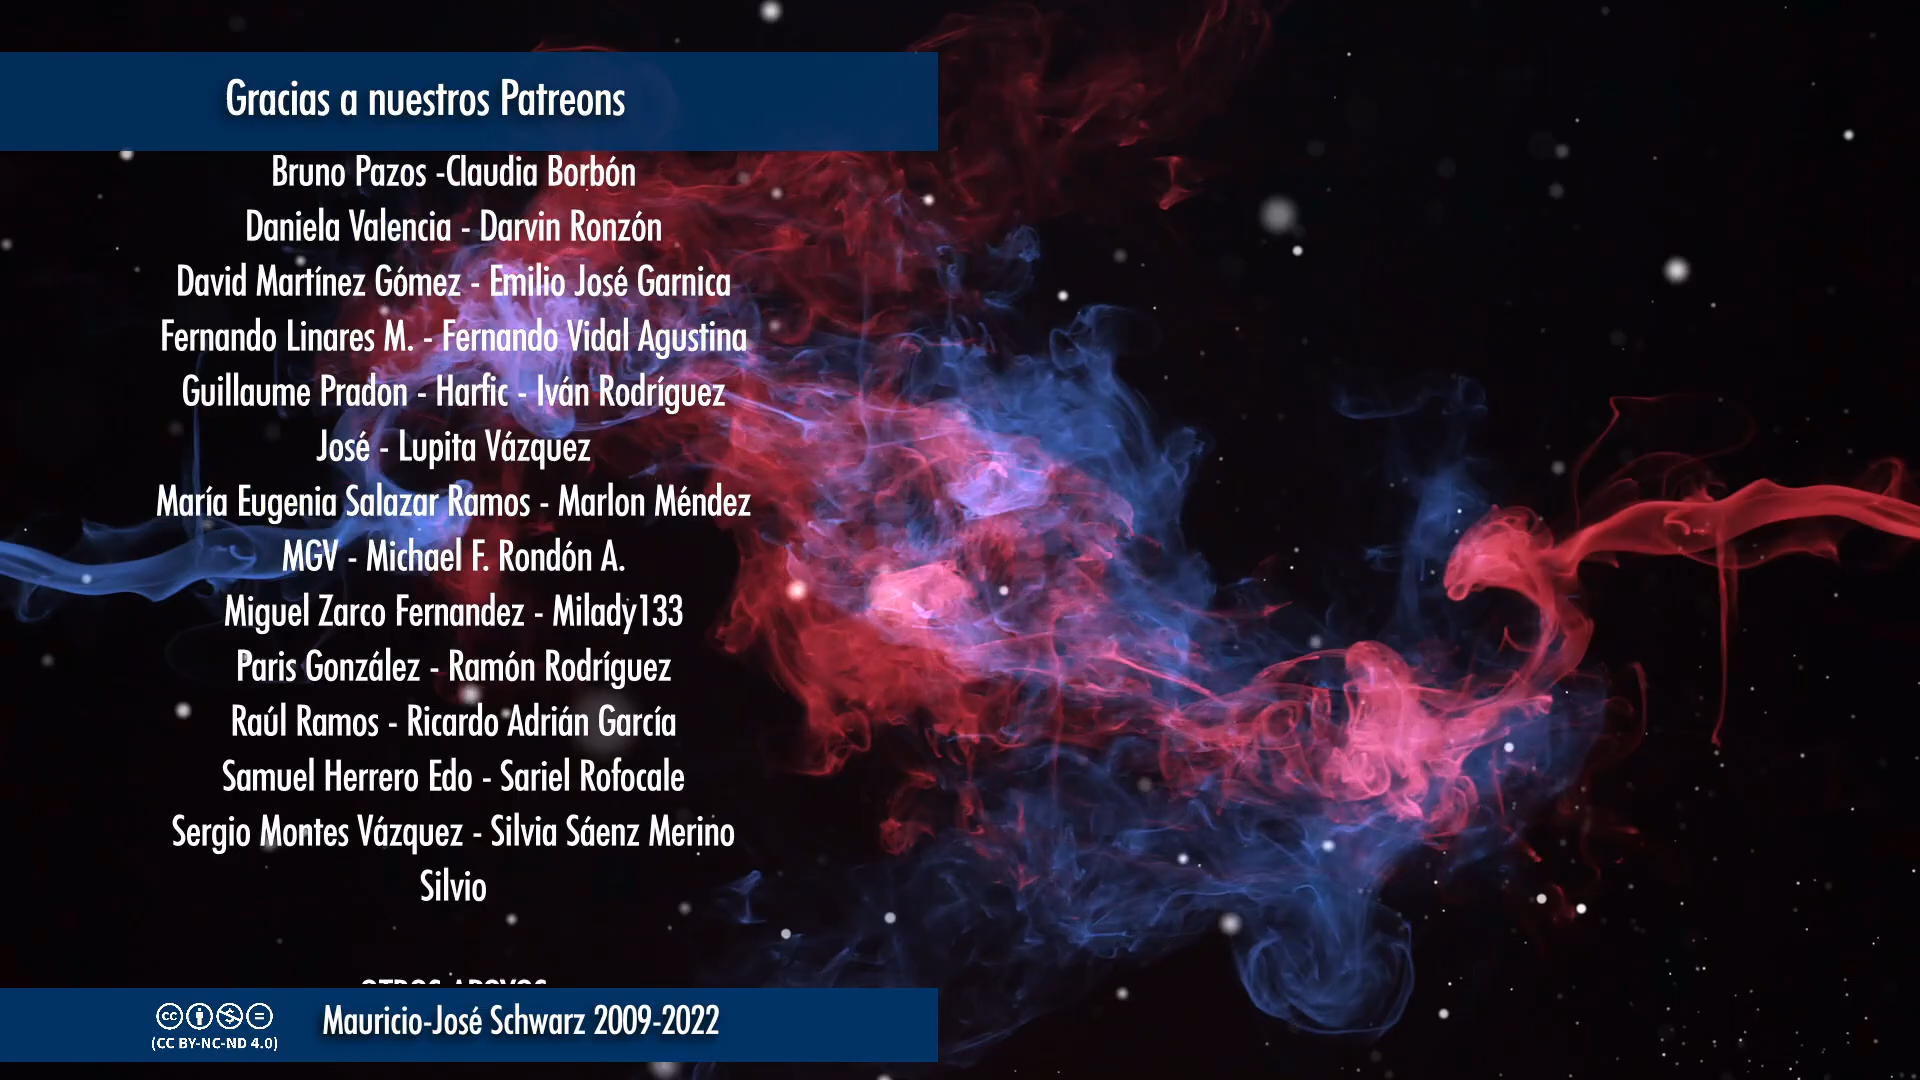 Gracias a nuestros Patreons
Bruno Pazos -Claudia Borbón
Daniela Valencia - Darvin Ronzón
David Martínez Gómez - Emilio José Garnica
Fernando Linares M. - Fernando Vidal Agustina
Guillaume Pradon - Harfic - Iván Rodríguez
José - Lupita Vázquez
María Eugenia Salazar Ramos - Marlon Méndez
MGV - Michael F. Rondón A.
Miguel Zarco Fernandez - Milady133
Paris González - Ramón Rodríguez
Raúl Ramos - Ricardo Adrián García
Samuel Herrero Edo - Sariel Rofocale
Sergio Montes Vázquez - Silvia Sáenz Merino
Silvio
Mauricio-José Schwarz 2009-2022
(CC BY-NC-ND 4.0)